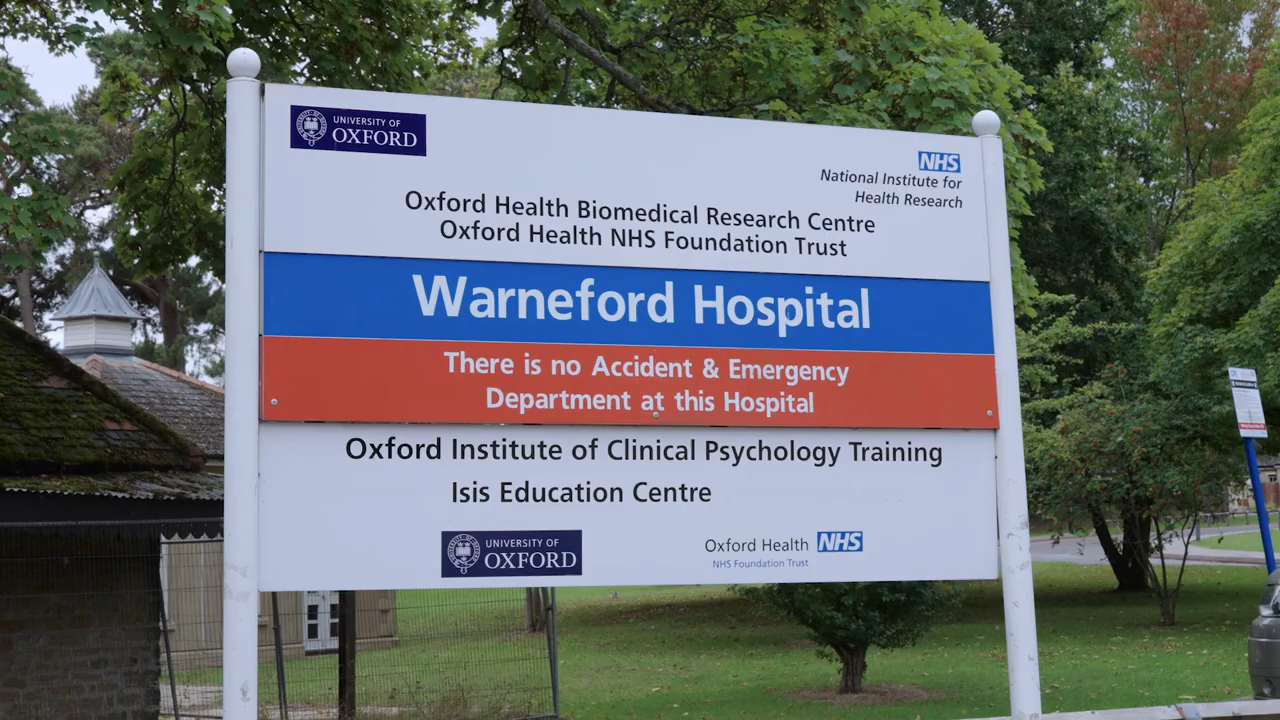 UNIVERSITY OF
OXFORD
NHS
National Institute for
Health Research
Oxford Health Biomedical Research Centre
Oxford Health NHS Foundation Trust
Warneford Hospital
There is no Accident & Emergency
Department at this Hospital
Oxford Institute of Clinical Psychology Training
Isis Education Centre
UNIVERSITY OF
OXFORD
Oxford Health NHS
NHS Foundation Trust